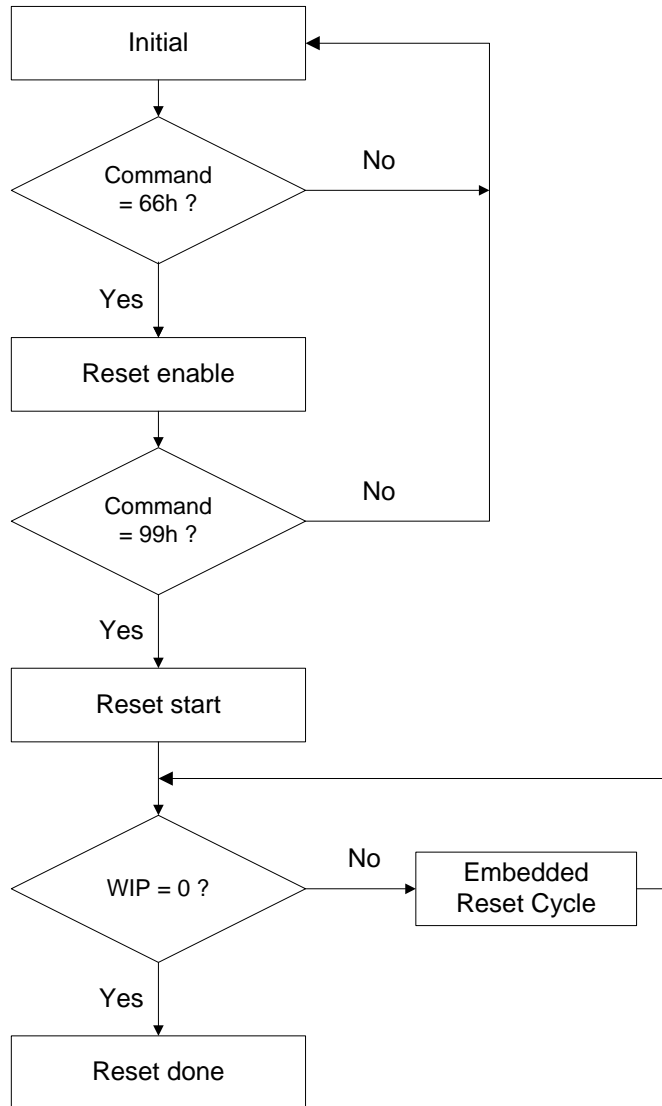 Initial
Command
= 66h ?
No
Yes
Reset enable
Command
= 99h ?
No
Yes
Reset start
WIP = 0 ?
No
Embedded
Reset Cycle
Yes
Reset done